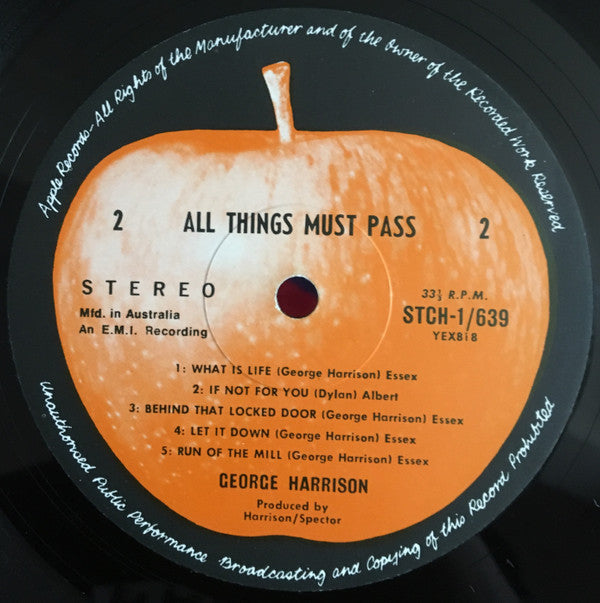 Apple Records-All Rights of the Manufacturer and of the Owner of the Recorded Work Reserved
2 ALL THINGS MUST PASS 2
STEREO
Mfd. in Australia
An E.M.I. Recording
33⅓ R.P.M.
STCH-1/639
YEX8i8
1: WHAT IS LIFE (George Harrison) Essex
2: IF NOT FOR YOU (Dylan) Albert
3: BEHIND THAT LOCKED DOOR (George Harrison) Essex
4: LET IT DOWN (George Harrison) Essex
5: RUN OF THE MILL (George Harrison) Essex
GEORGE HARRISON
Produced by
Harrison/Spector
Unauthorised Public Performance Broadcasting and Copying of this Record Prohibited